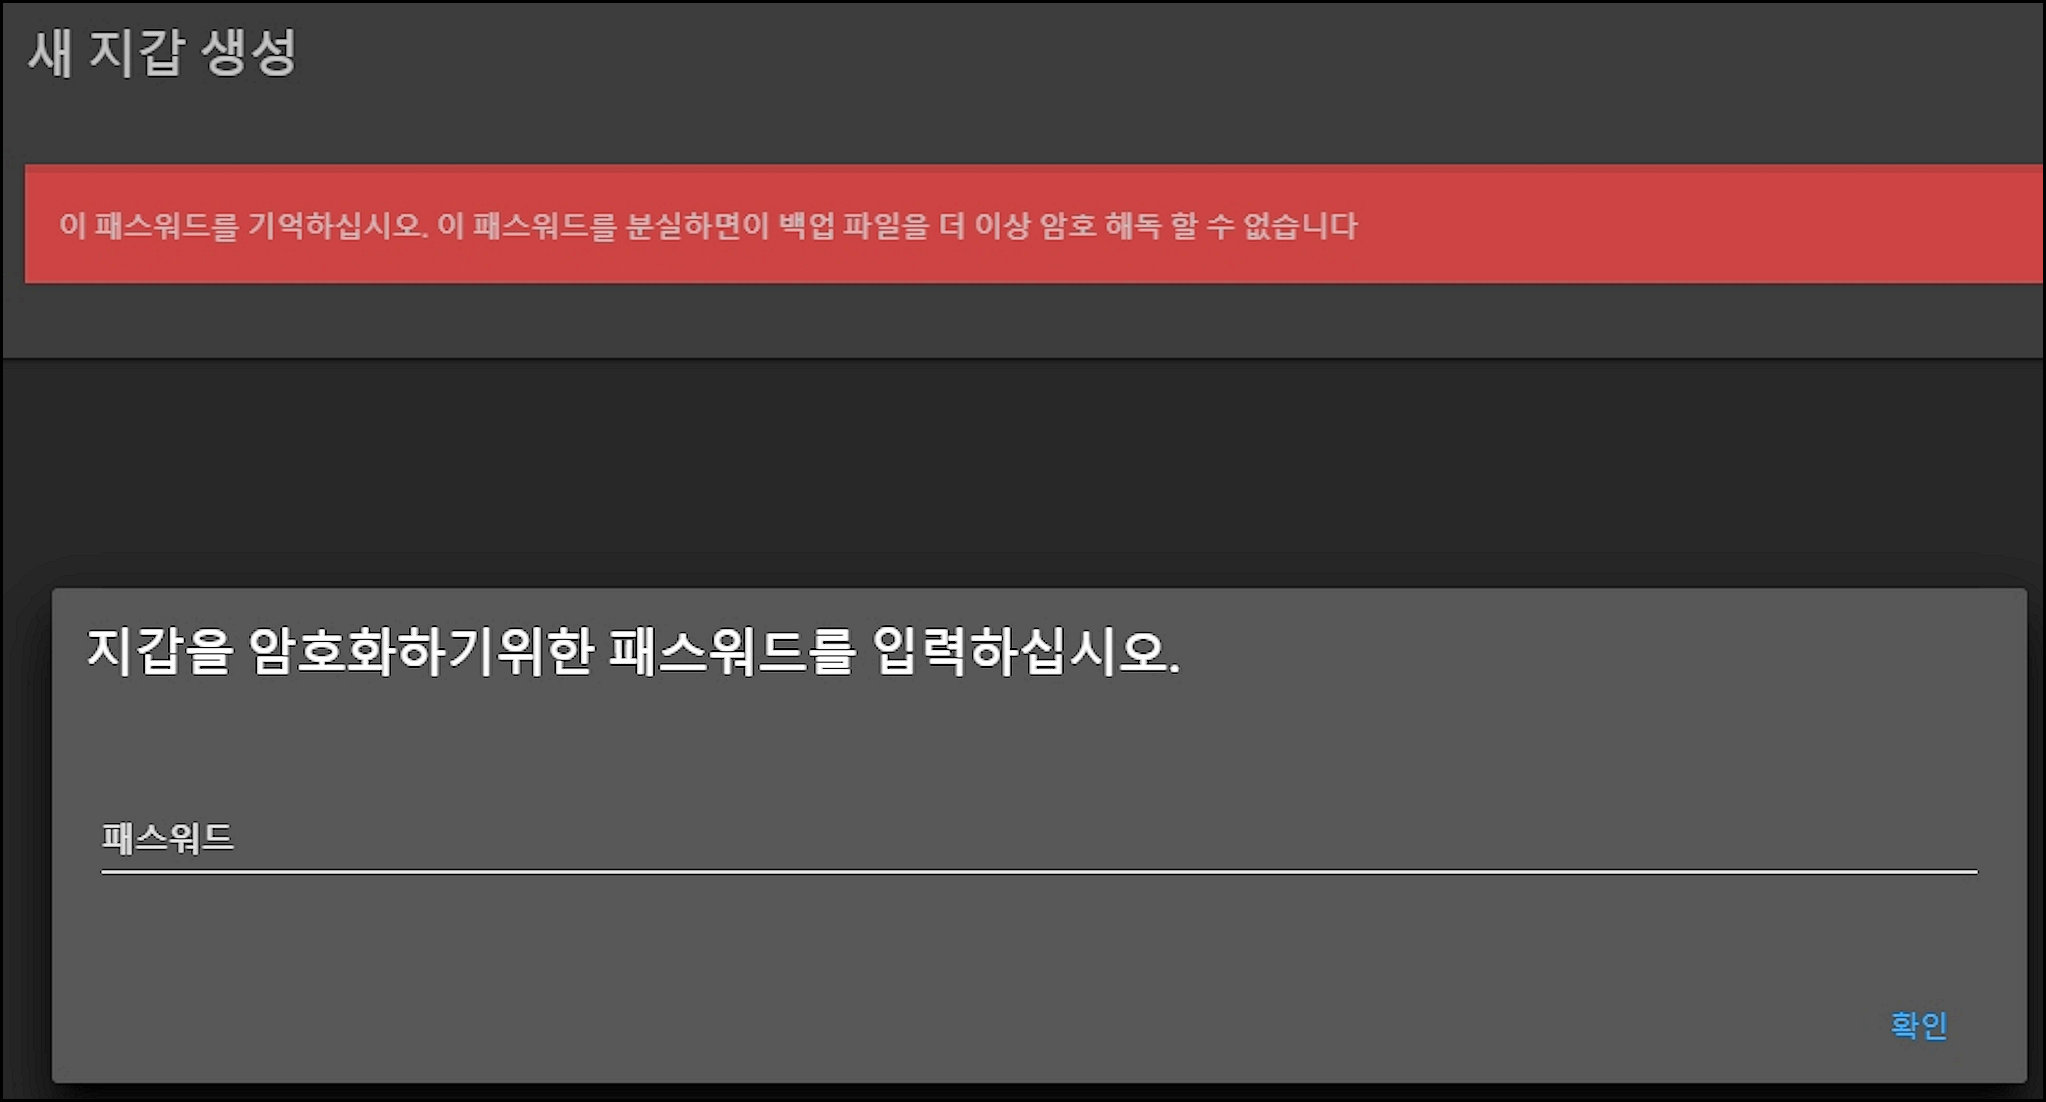 새 지갑 생성
이 패스워드를 기억하십시오. 이 패스워드를 분실하면이 백업 파일을 더 이상 암호 해독 할 수 없습니다
지갑을 암호화하기위한 패스워드를 입력하십시오.
패스워드
확인